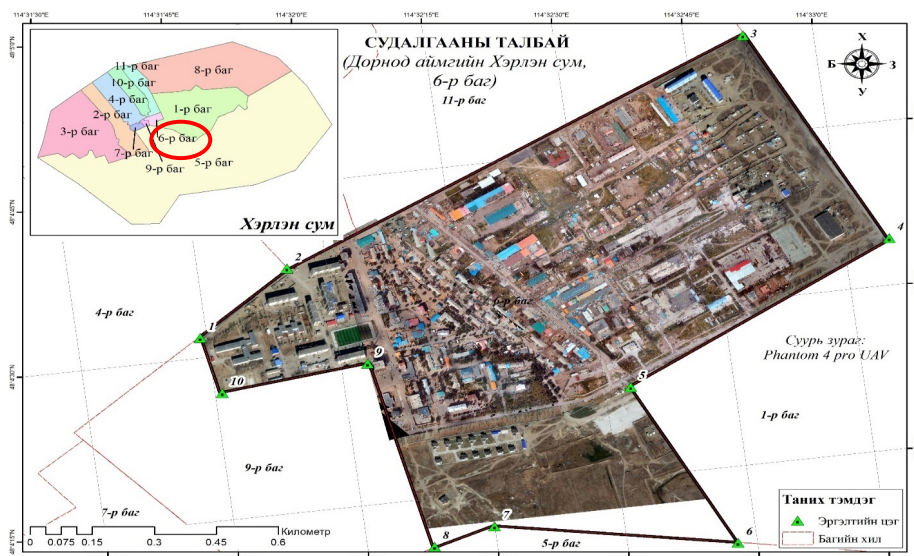 114°31'30"E 114°31'45"E 114°32'0"E 114°32'15"E 114°32'30"E 114°32'45"E 114°33'0"E
СУДАЛГААНЫ ТАЛБАЙ
(Дорнод аймгийн Хэрлэн сум,
6-р баг)
11-р баг
3
Х
Б З
У
11-р баг
10-р баг
8-р баг
4-р баг
2-р баг
1-р баг
3-р баг
6-р баг
7-р баг
5-р баг
9-р баг
Хэрлэн сум
4
2
4-р баг
6-р баг
1
Суурь зураг:
Phantom 4 pro UAV
9
5
10
1-р баг
9-р баг
7-р баг
Километр
0 0.075 0.15 0.3 0.45 0.6
7
8
5-р баг
6
Таних тэмдэг
Эргэлтийн цэг
Багийн хил
48°4'45"N
48°4'30"N
48°4'15"N